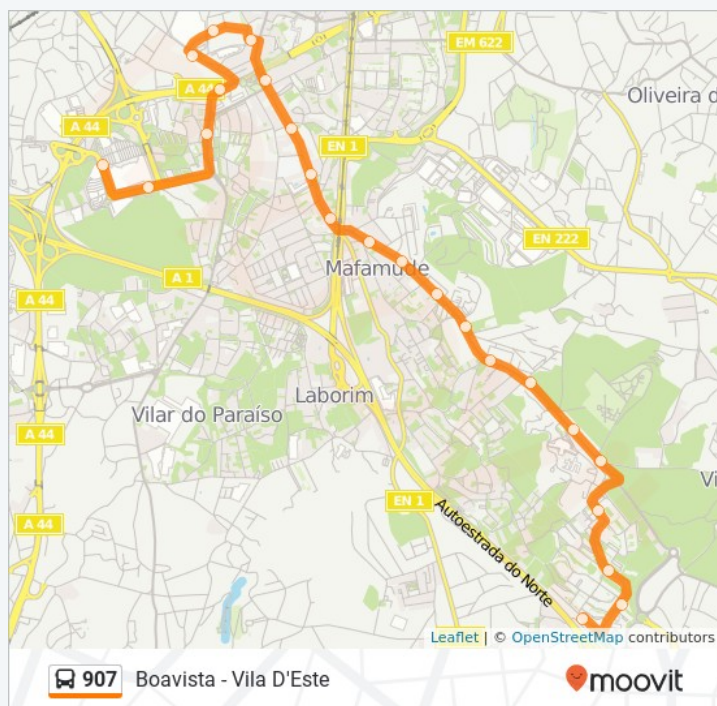 EM 622
Oliveira d
A 44
A 44
EN 1
EN 222
Mafamude
A 1
A 44
Laborim
Vilar do Paraíso
A 44
Vi
EN 1
Autoestrada do Norte
A 44
Leaflet | © OpenStreetMap contributors
907 Boavista - Vila D'Este
moovit